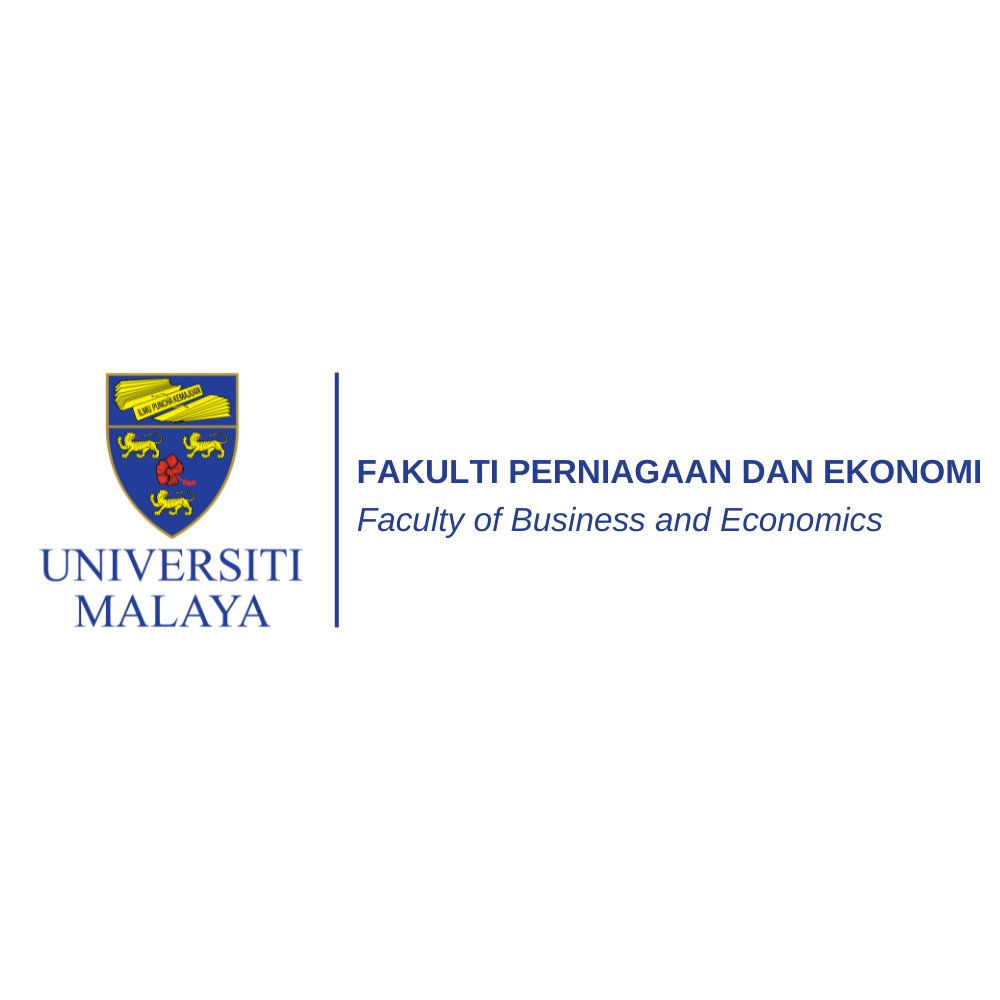 ILMU PUNCHA KEMAJUAN
UNIVERSITI
MALAYA
FAKULTI PERNIAGAAN DAN EKONOMI
Faculty of Business and Economics